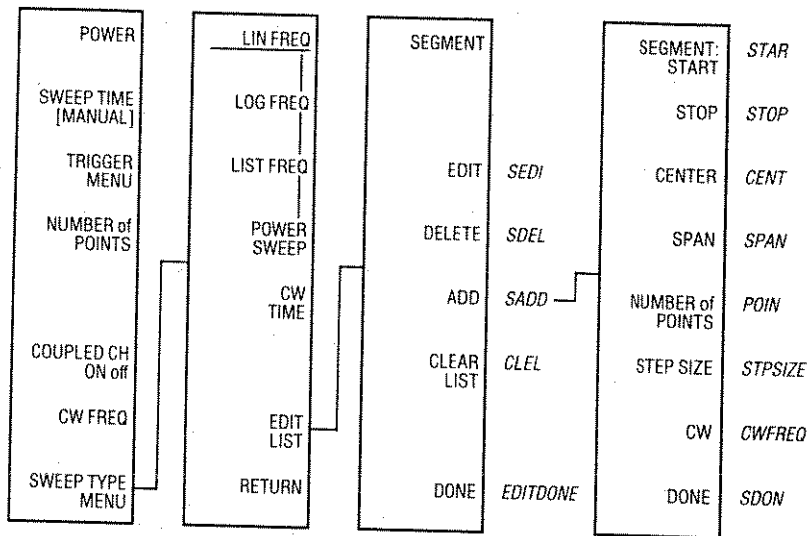 POWER
SWEEP TIME
[MANUAL]
TRIGGER
MENU
NUMBER of
POINTS
COUPLED CH
ON off
CW FREQ
SWEEP TYPE
MENU
LIN FREQ
LOG FREQ
LIST FREQ
POWER
SWEEP
CW
TIME
EDIT
LIST
RETURN
SEGMENT
EDIT SEDI
DELETE SDEL
ADD SADD
CLEAR
LIST CLEL
DONE EDITDONE
SEGMENT:
START STAR
STOP STOP
CENTER CENT
SPAN SPAN
NUMBER of
POINTS POIN
STEP SIZE STPSIZE
CW CWFREQ
DONE SDON